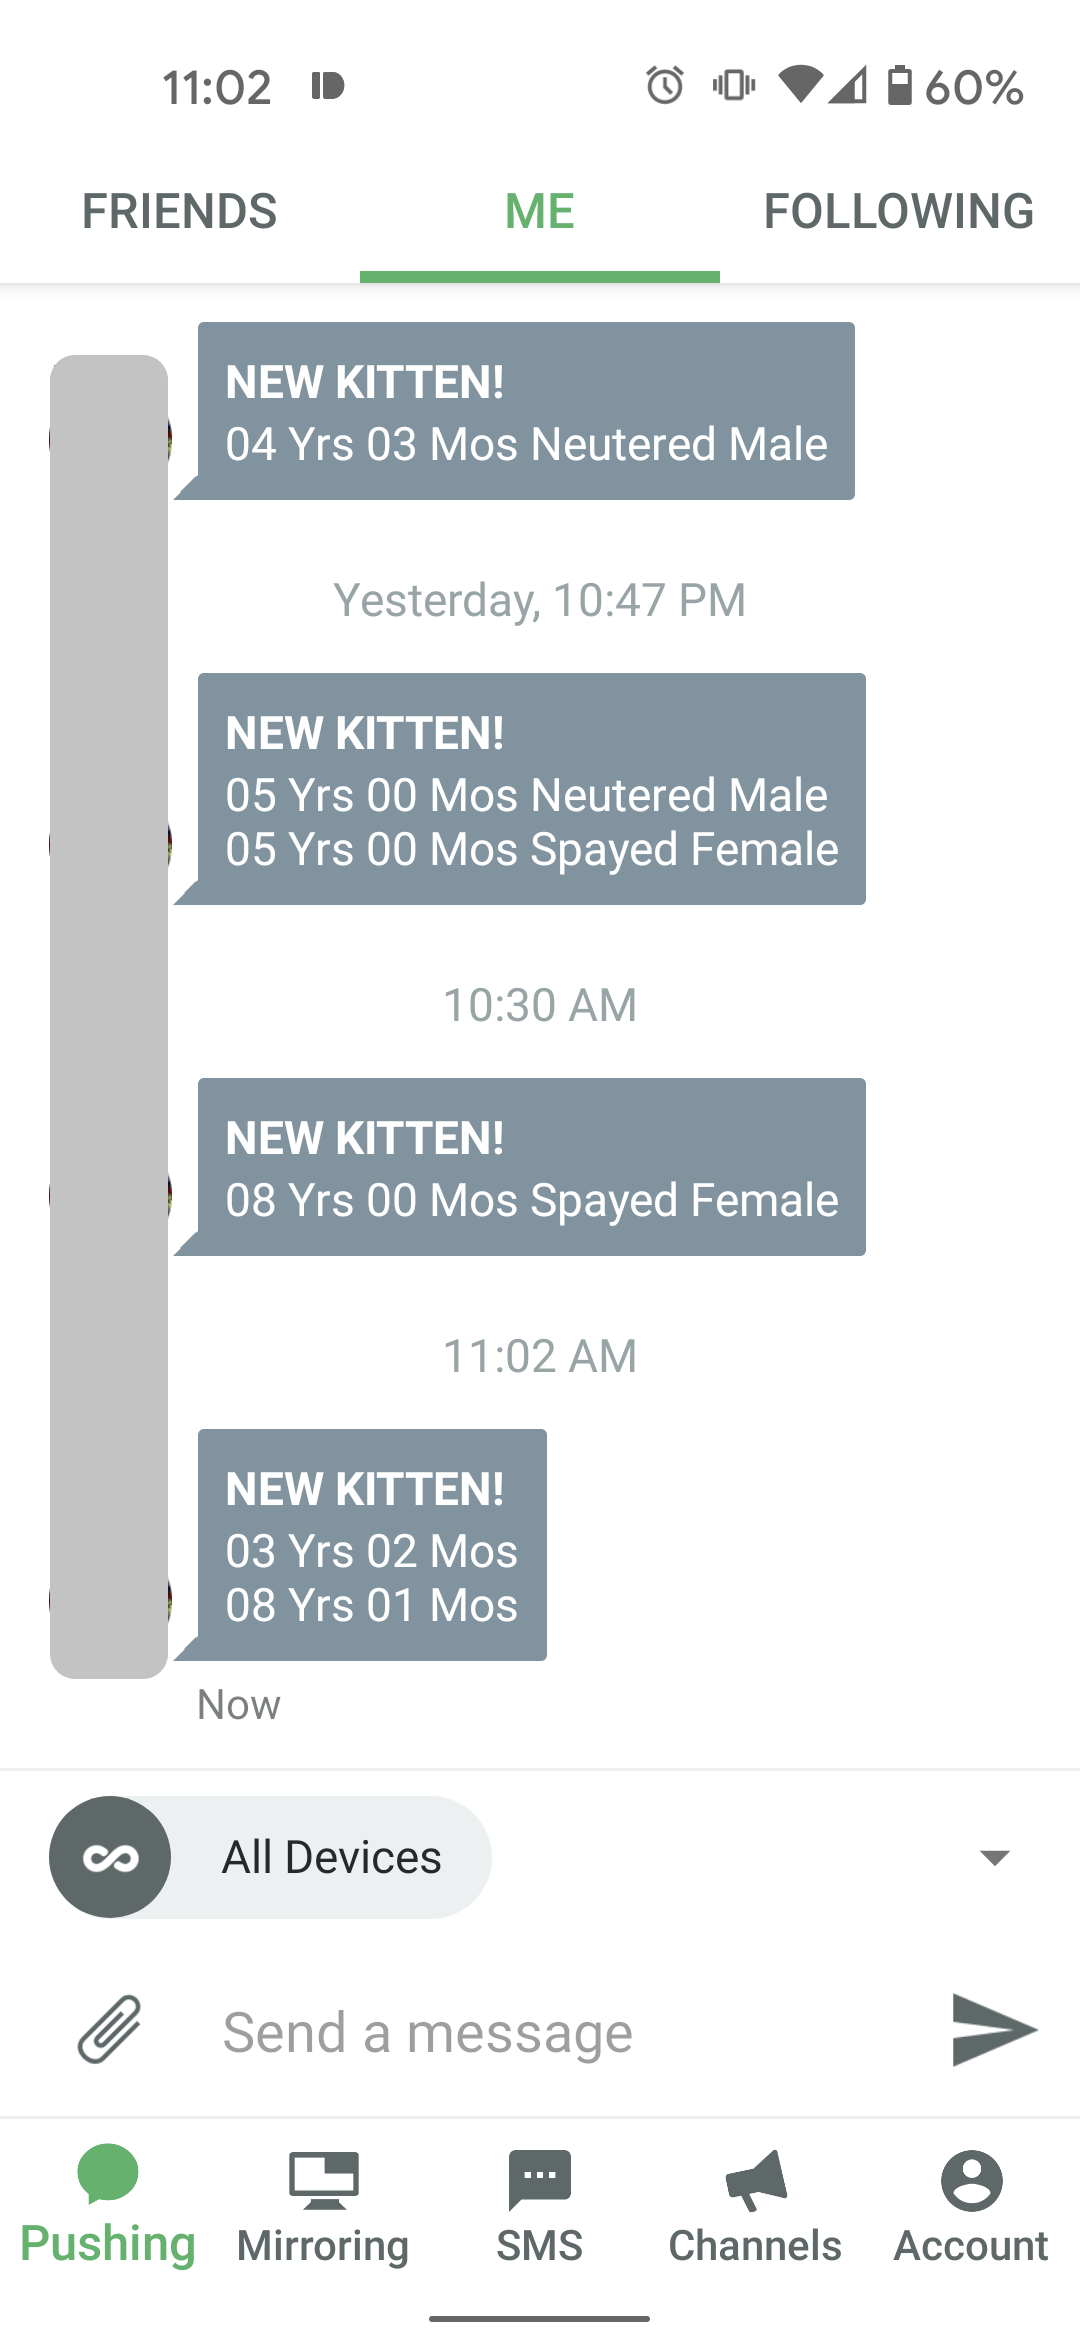 11:02
60%
FRIENDS
ME
FOLLOWING
NEW KITTEN!
04 Yrs 03 Mos Neutered Male
Yesterday, 10:47 PM
NEW KITTEN!
05 Yrs 00 Mos Neutered Male
05 Yrs 00 Mos Spayed Female
10:30 AM
NEW KITTEN!
08 Yrs 00 Mos Spayed Female
11:02 AM
NEW KITTEN!
03 Yrs 02 Mos
08 Yrs 01 Mos
Now
All Devices
Send a message
Pushing
Mirroring
SMS
Channels
Account